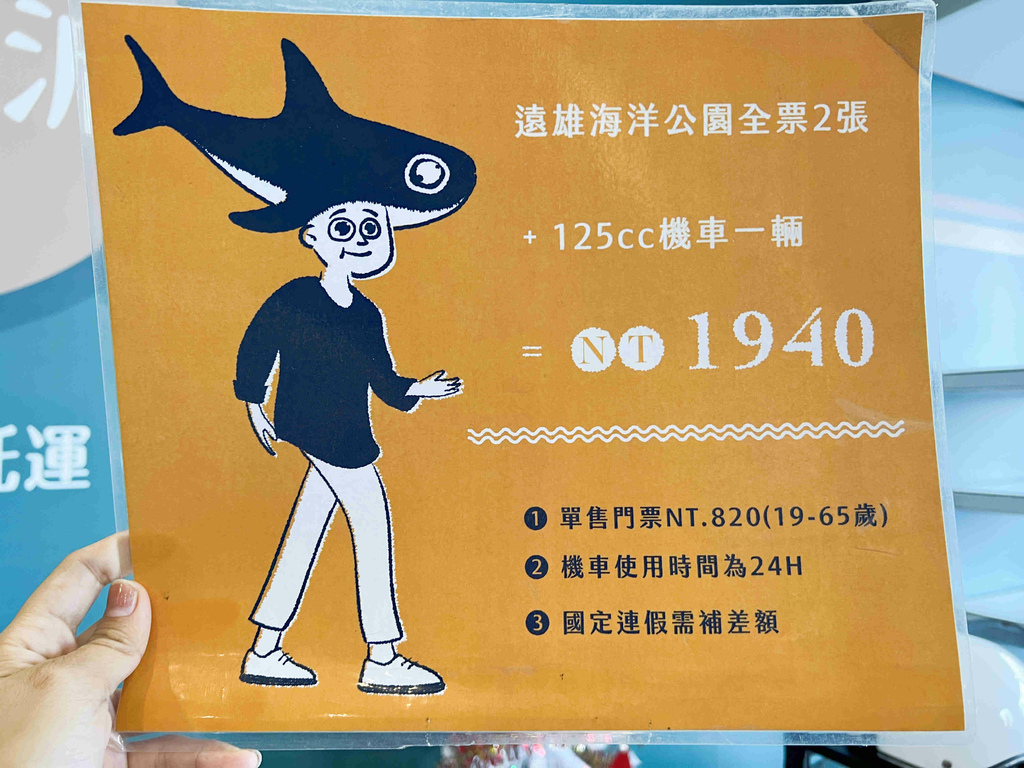 遠雄海洋公園全票2張
+ 125cc機車一輛
= NT 1940
❶ 單售門票NT.820(19-65歲)
❷ 機車使用時間為24H
❸ 國定連假需補差額
託運